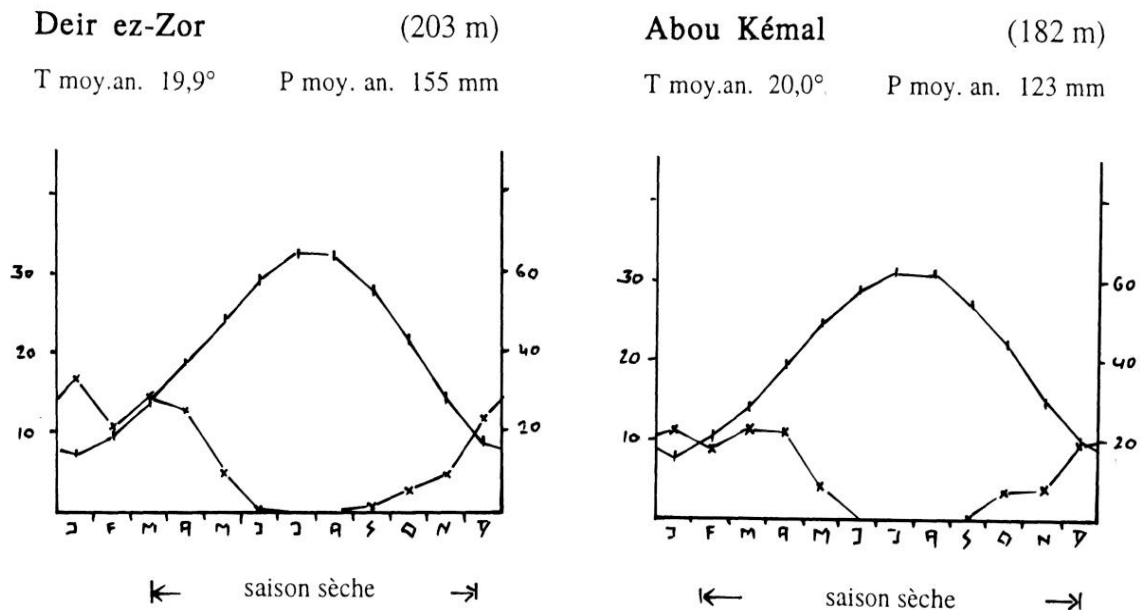 Deir ez-Zor (203 m)
T moy.an. 19,9° P moy. an. 155 mm
30
20
10
60
40
20
J F M A M J J A S O N D
saison sèche
Abou Kémal (182 m)
T moy.an. 20,0° P moy. an. 123 mm
30
20
10
60
40
20
J F M A M J J A S O N D
saison sèche